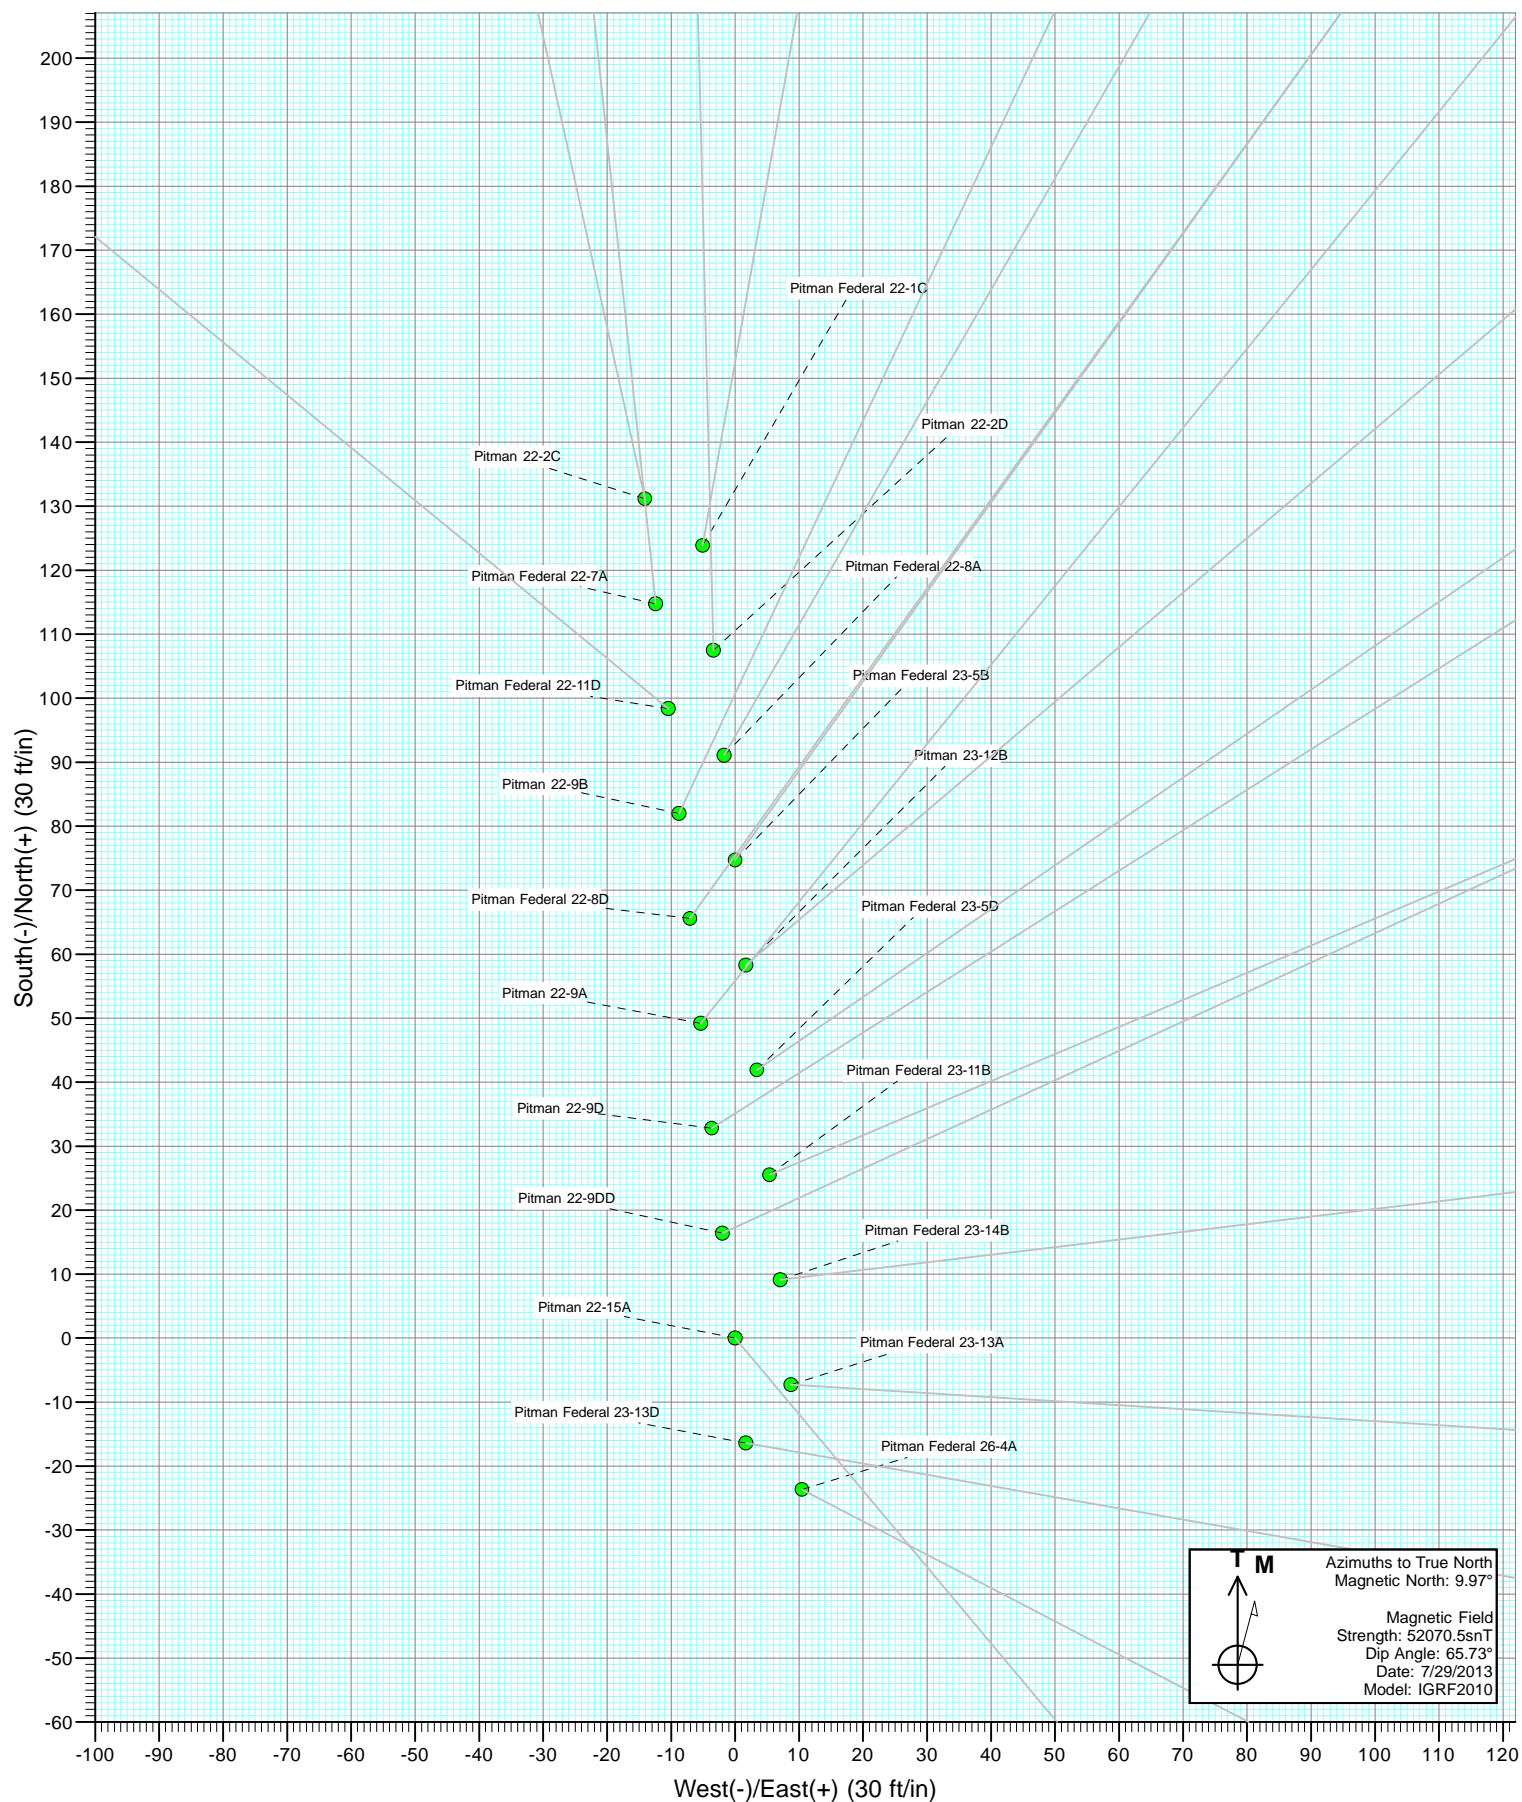 200
190
180
170
160
150
140
130
120
110
100
90
80
70
60
50
40
30
20
10
0
-10
-20
-30
-40
-50
-60
South(-)/North(+) (30 ft/in)
Pitman Federal 22-1C
Pitman 22-2D
Pitman 22-2C
Pitman Federal 22-8A
Pitman Federal 22-7A
Pitman Federal 23-5B
Pitman Federal 22-11D
Pitman 23-12B
Pitman 22-9B
Pitman Federal 22-8D
Pitman Federal 23-5D
Pitman 22-9A
Pitman Federal 23-11B
Pitman 22-9D
Pitman 22-9DD
Pitman Federal 23-14B
Pitman 22-15A
Pitman Federal 23-13A
Pitman Federal 23-13D
Pitman Federal 26-4A
T M
Azimuths to True North
Magnetic North: 9.97°
Magnetic Field
Strength: 52070.5snT
Dip Angle: 65.73°
Date: 7/29/2013
Model: IGRF2010
-100 -90 -80 -70 -60 -50 -40 -30 -20 -10 0 10 20 30 40 50 60 70 80 90 100 110 120
West(-)/East(+) (30 ft/in)